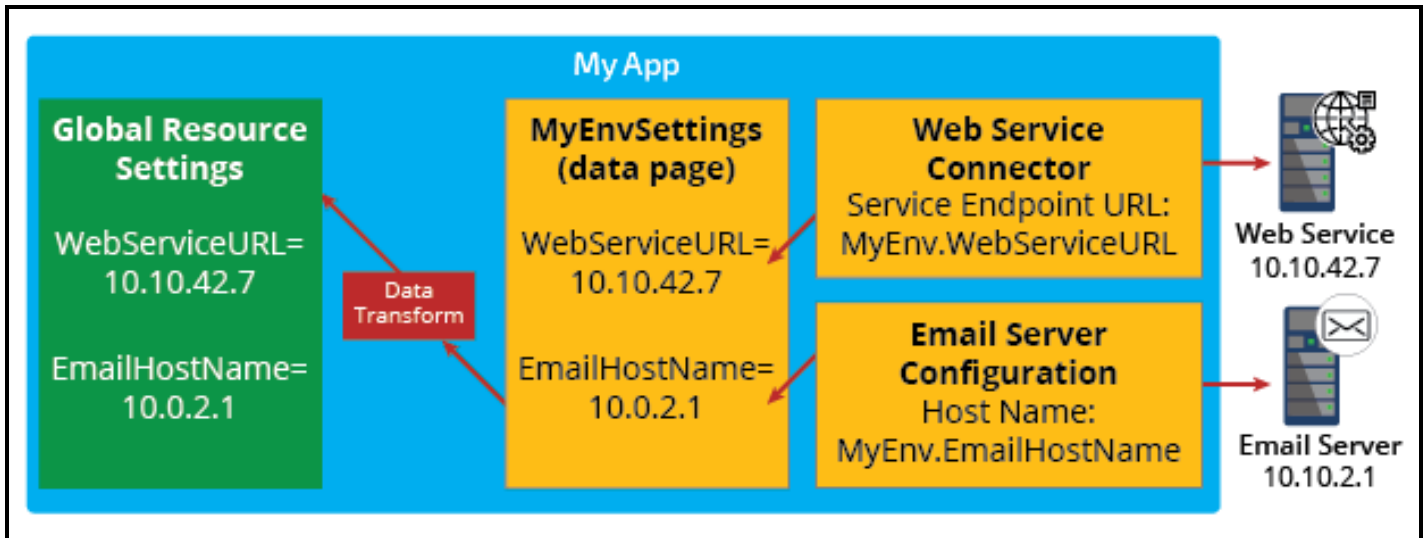 My App
Global Resource
Settings
WebServiceURL=
10.10.42.7
EmailHostName=
10.0.2.1
Data
Transform
MyEnvSettings
(data page)
WebServiceURL=
10.10.42.7
EmailHostName=
10.0.2.1
Web Service
Connector
Service Endpoint URL:
MyEnv.WebServiceURL
Email Server
Configuration
Host Name:
MyEnv.EmailHostName
Web Service
10.10.42.7
Email Server
10.10.2.1